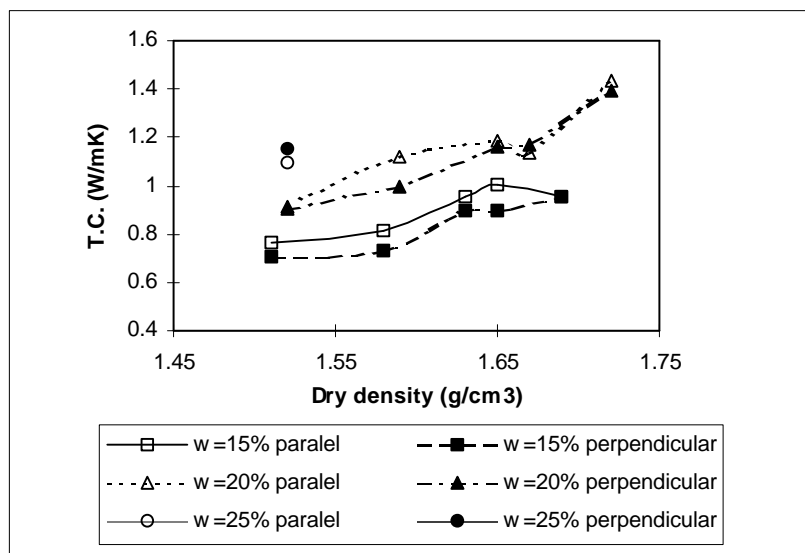 1.6
1.4
1.2
1
0.8
0.6
0.4
T.C. (W/mK)
1.45 1.55 1.65 1.75
Dry density (g/cm3)
w=15% paralel w=15% perpendicular
w=20% paralel w=20% perpendicular
w=25% paralel w=25% perpendicular